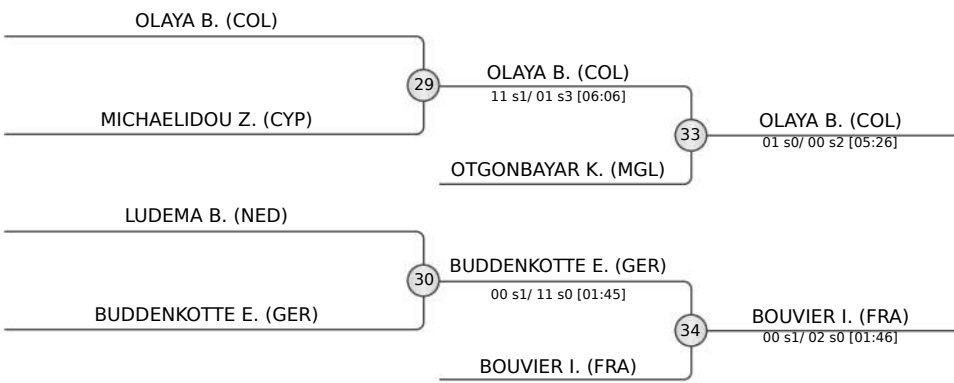 OLAYA B. (COL)
29
MICHAELIDOU Z. (CYP)
OLAYA B. (COL)
11 s1/ 01 s3 [06:06]
33
OTGONBAYAR K. (MGL)
OLAYA B. (COL)
01 s0/ 00 s2 [05:26]
LUDEMA B. (NED)
30
BUDDENKOTTE E. (GER)
BUDDENKOTTE E. (GER)
00 s1/ 11 s0 [01:45]
34
BOUVIER I. (FRA)
BOUVIER I. (FRA)
00 s1/ 02 s0 [01:46]